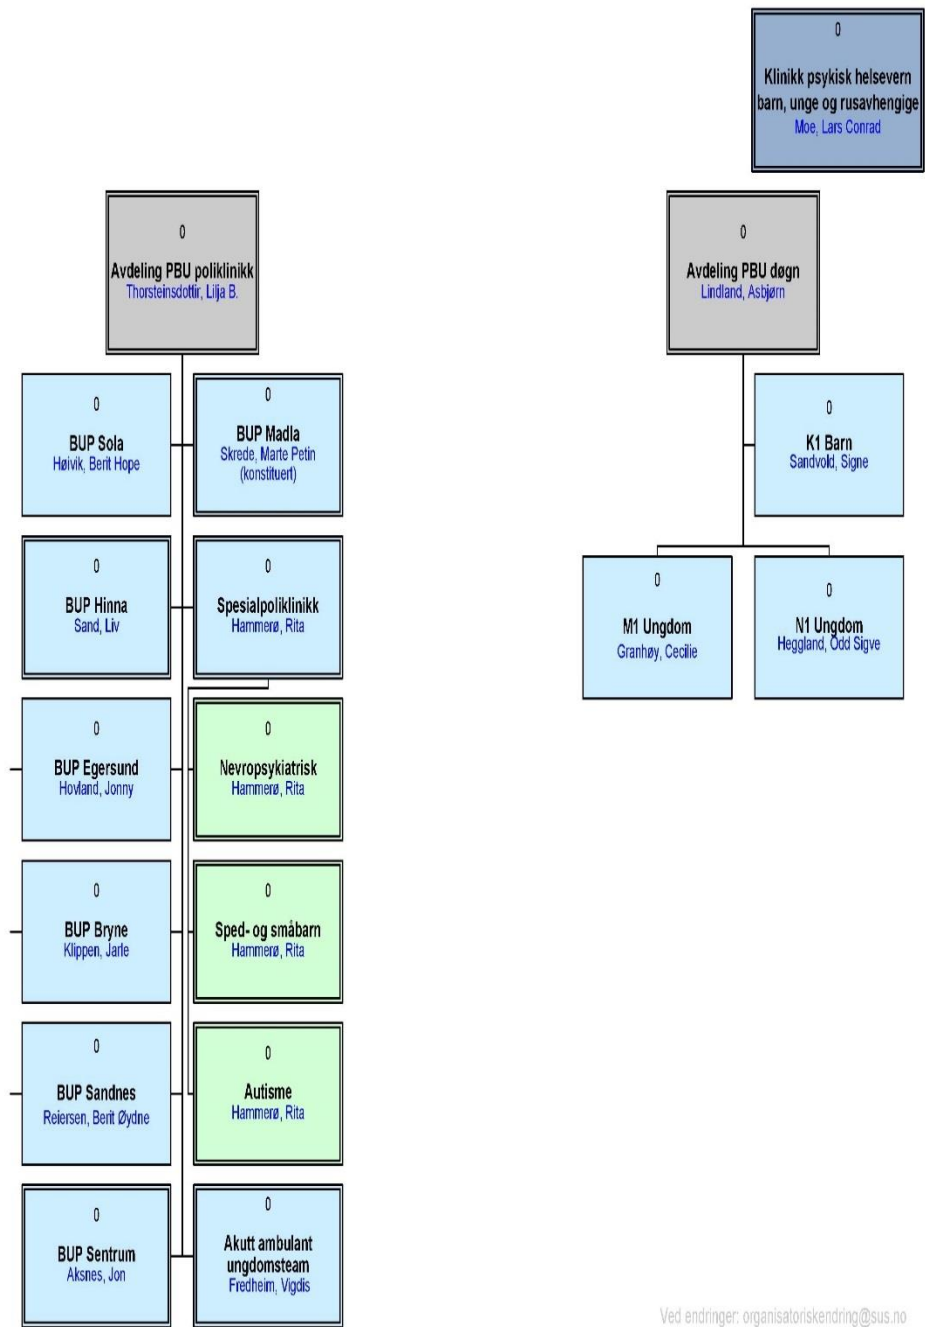 0
Klinikk psykisk helsevern
barn, unge og rusavhengige
Moe, Lars Conrad
0
Avdeling PBU poliklinikk
Thorsteinsdottir, Lilja B.
0
Avdeling PBU døgn
Lindland, Asbjørn
0
BUP Sola
Høivik, Berit Hope
0
BUP Madla
Skrede, Marte Petin
(konstituert)
0
K1 Barn
Sandvold, Signe
0
BUP Hinna
Sand, Liv
0
Spesialpoliklinikk
Hammerø, Rita
0
M1 Ungdom
Granhøy, Cecilie
0
N1 Ungdom
Heggland, Odd Sigve
0
BUP Egersund
Hovland, Jonny
0
Nevropsykiatrisk
Hammerø, Rita
0
BUP Bryne
Klippen, Jarle
0
Sped- og småbarn
Hammerø, Rita
0
BUP Sandnes
Reiersen, Berit Øydne
0
Autisme
Hammerø, Rita
0
BUP Sentrum
Aksnes, Jon
0
Akutt ambulant
ungdomsteam
Fredheim, Vigdis
Ved endringer: organisatoriskendring@sus.no